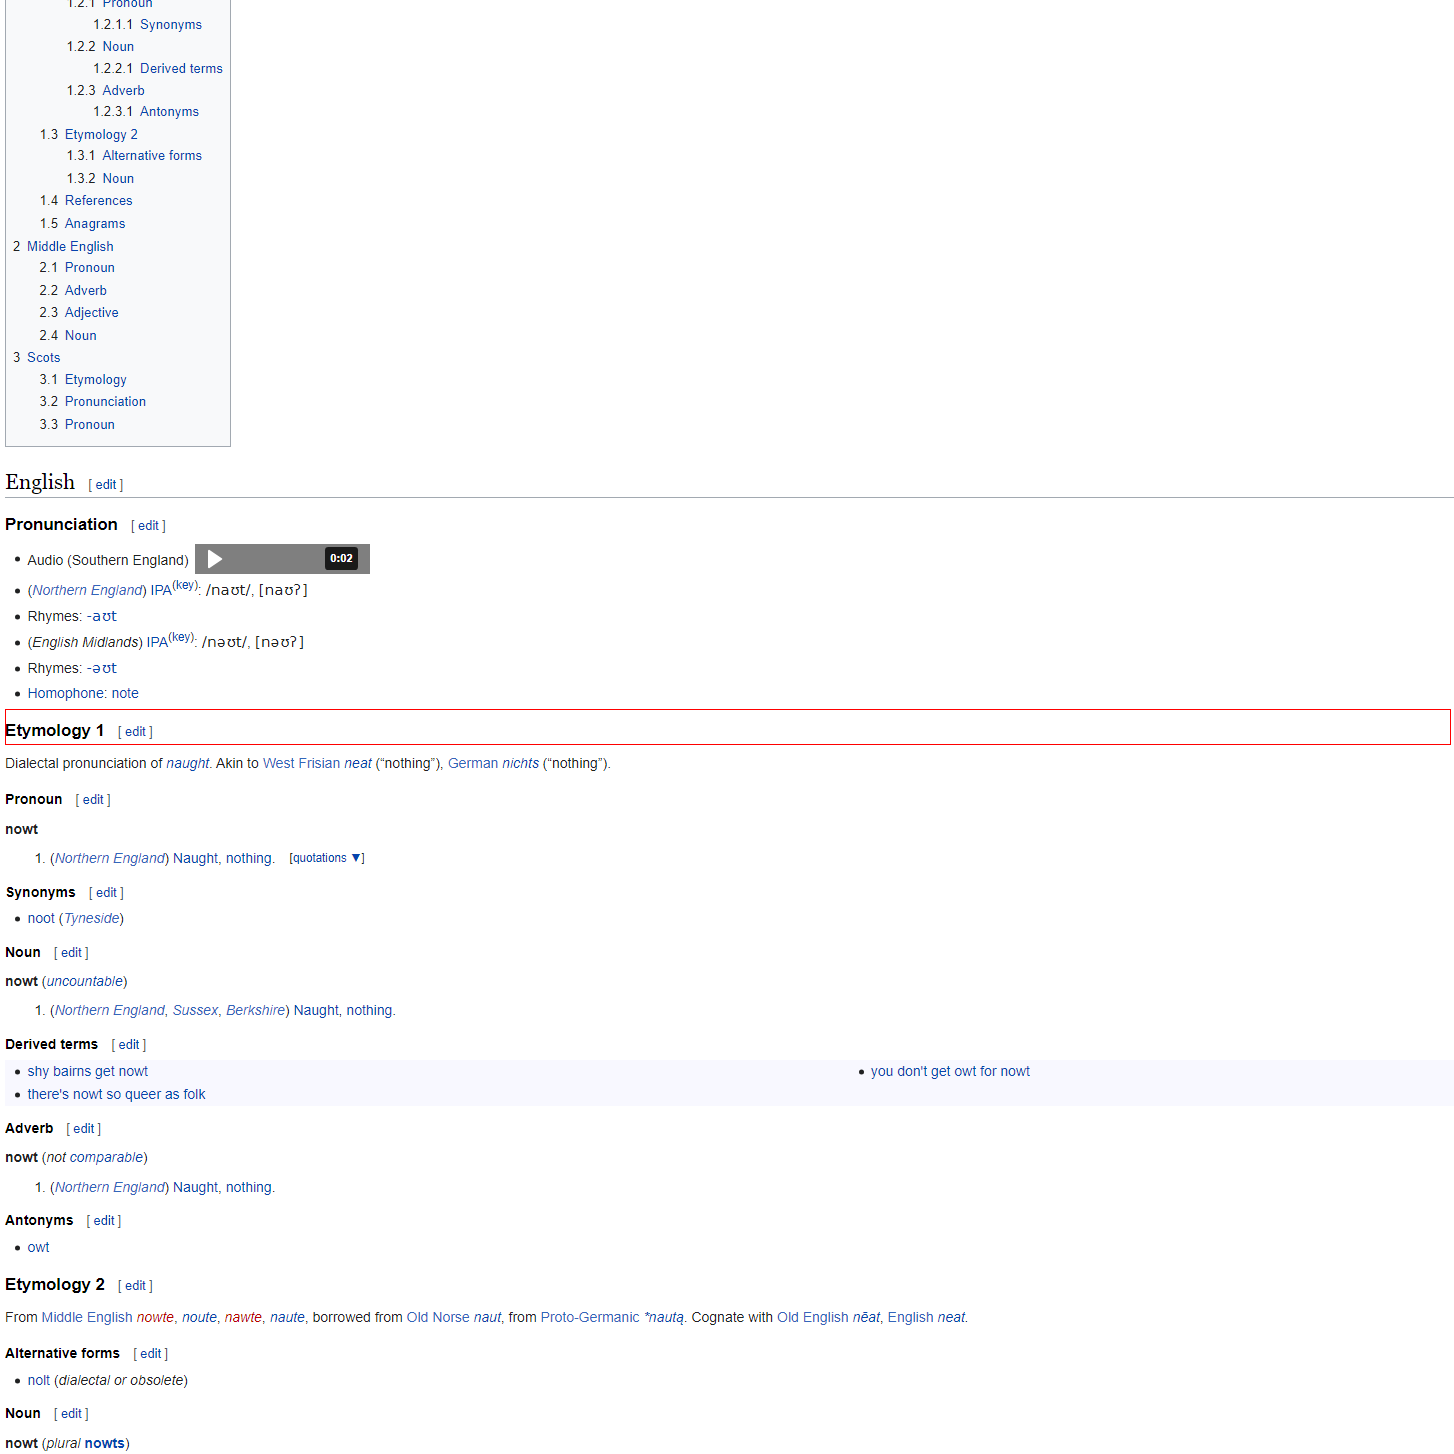 1.2.1 Pronoun
1.2.1.1 Synonyms
1.2.2 Noun
1.2.2.1 Derived terms
1.2.3 Adverb
1.2.3.1 Antonyms
1.3 Etymology 2
1.3.1 Alternative forms
1.3.2 Noun
1.4 References
1.5 Anagrams
2 Middle English
2.1 Pronoun
2.2 Adverb
2.3 Adjective
2.4 Noun
3 Scots
3.1 Etymology
3.2 Pronunciation
3.3 Pronoun
English [ edit ]
Pronunciation [ edit ]
• Audio (Southern England) 0:02
• (Northern England) IPA(key): /naʊt/, [naʊʔ]
• Rhymes: -aʊt
• (English Midlands) IPA(key): /nəʊt/, [nəʊʔ]
• Rhymes: -əʊt
• Homophone: note
Etymology 1 [ edit ]
Dialectal pronunciation of naught. Akin to West Frisian neat (“nothing”), German nichts (“nothing”).
Pronoun [ edit ]
nowt
1. (Northern England) Naught, nothing. [quotations ▼]
Synonyms [ edit ]
• noot (Tyneside)
Noun [ edit ]
nowt (uncountable)
1. (Northern England, Sussex, Berkshire) Naught, nothing.
Derived terms [ edit ]
• shy bairns get nowt
• there's nowt so queer as folk
• you don't get owt for nowt
Adverb [ edit ]
nowt (not comparable)
1. (Northern England) Naught, nothing.
Antonyms [ edit ]
• owt
Etymology 2 [ edit ]
From Middle English nowte, noute, nawte, naute, borrowed from Old Norse naut, from Proto-Germanic *nautą. Cognate with Old English nēat, English neat.
Alternative forms [ edit ]
• nolt (dialectal or obsolete)
Noun [ edit ]
nowt (plural nowts)